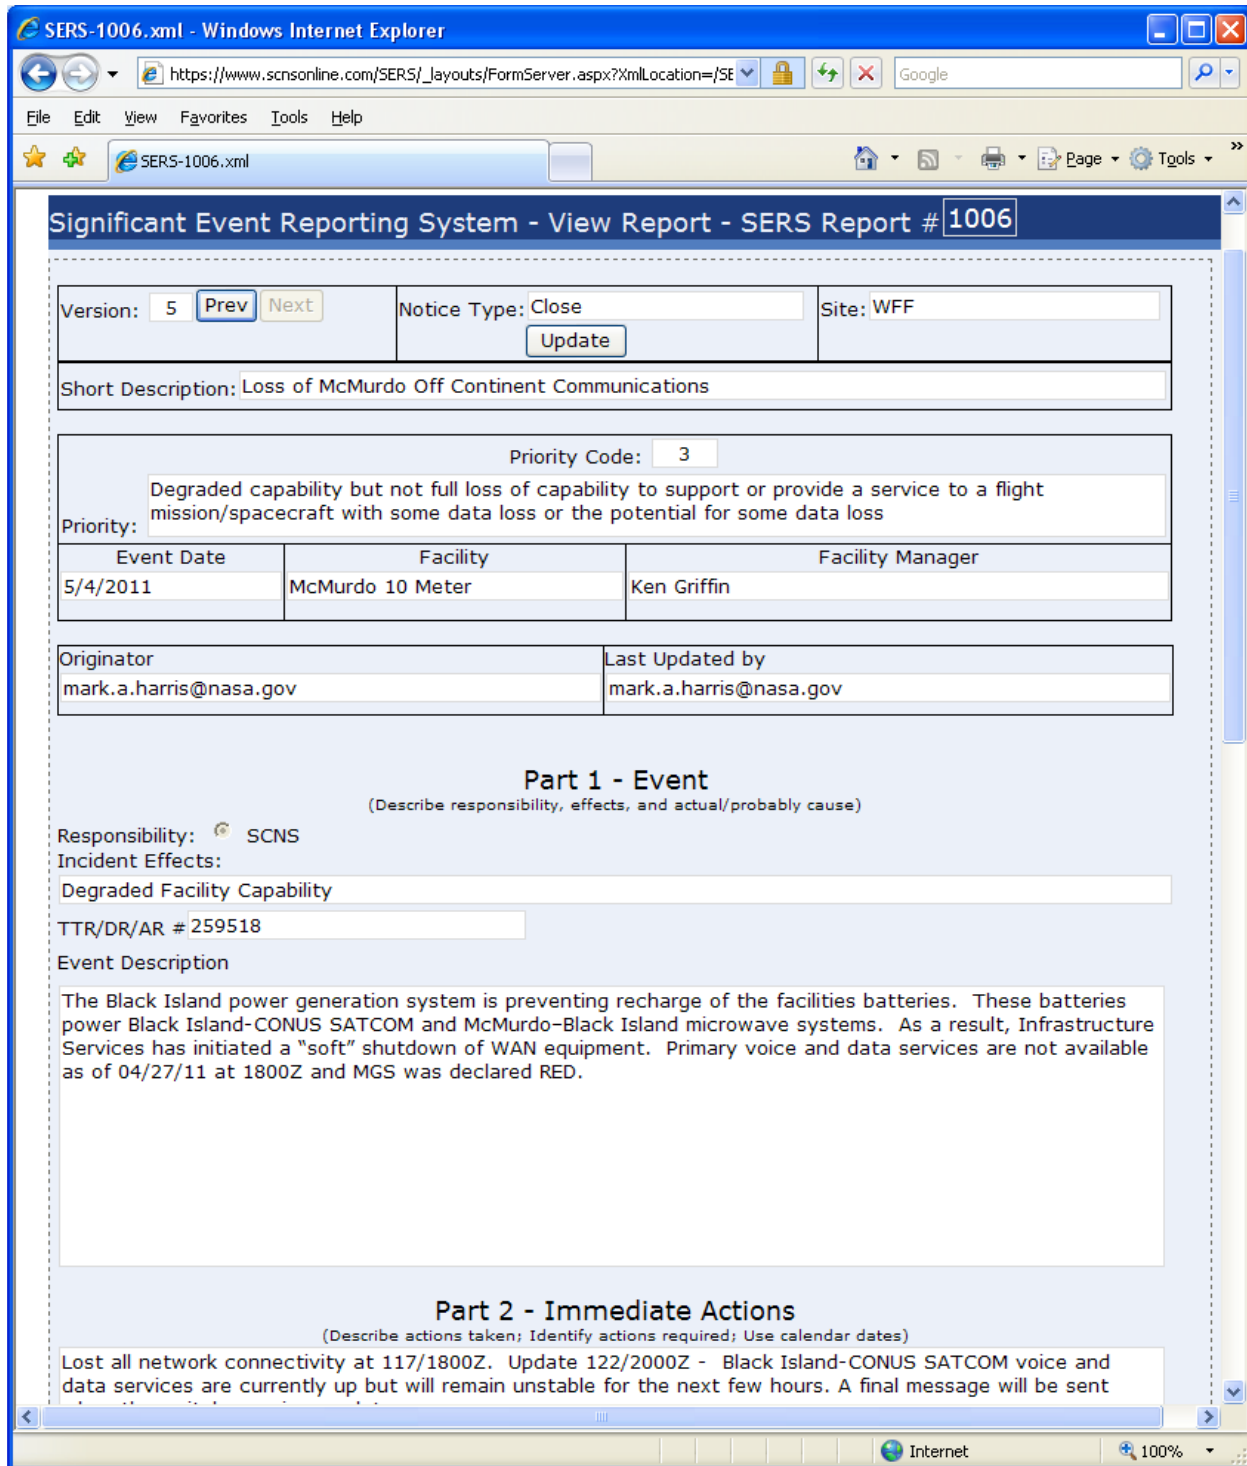 SERS-1006.xml - Windows Internet Explorer
https://www.scnsonline.com/SERS/_layouts/FormServer.aspx?XmlLocation=/SE
Google
File Edit View Favorites Tools Help
SERS-1006.xml
Page Tools »
Significant Event Reporting System - View Report - SERS Report # 1006
Version: 5 Prev Next
Notice Type: Close
Update
Site: WFF
Short Description: Loss of McMurdo Off Continent Communications
Priority Code: 3
Priority: Degraded capability but not full loss of capability to support or provide a service to a flight
mission/spacecraft with some data loss or the potential for some data loss
Event Date Facility Facility Manager
5/4/2011 McMurdo 10 Meter Ken Griffin
Originator Last Updated by
mark.a.harris@nasa.gov mark.a.harris@nasa.gov
Part 1 - Event
(Describe responsibility, effects, and actual/probably cause)
Responsibility: SCNS
Incident Effects:
Degraded Facility Capability
TTR/DR/AR # 259518
Event Description
The Black Island power generation system is preventing recharge of the facilities batteries.  These batteries
power Black Island-CONUS SATCOM and McMurdo–Black Island microwave systems.  As a result, Infrastructure
Services has initiated a “soft” shutdown of WAN equipment.  Primary voice and data services are not available
as of 04/27/11 at 1800Z and MGS was declared RED.
Part 2 - Immediate Actions
(Describe actions taken; Identify actions required; Use calendar dates)
Lost all network connectivity at 117/1800Z.  Update 122/2000Z -  Black Island-CONUS SATCOM voice and
data services are currently up but will remain unstable for the next few hours. A final message will be sent
Internet 100%